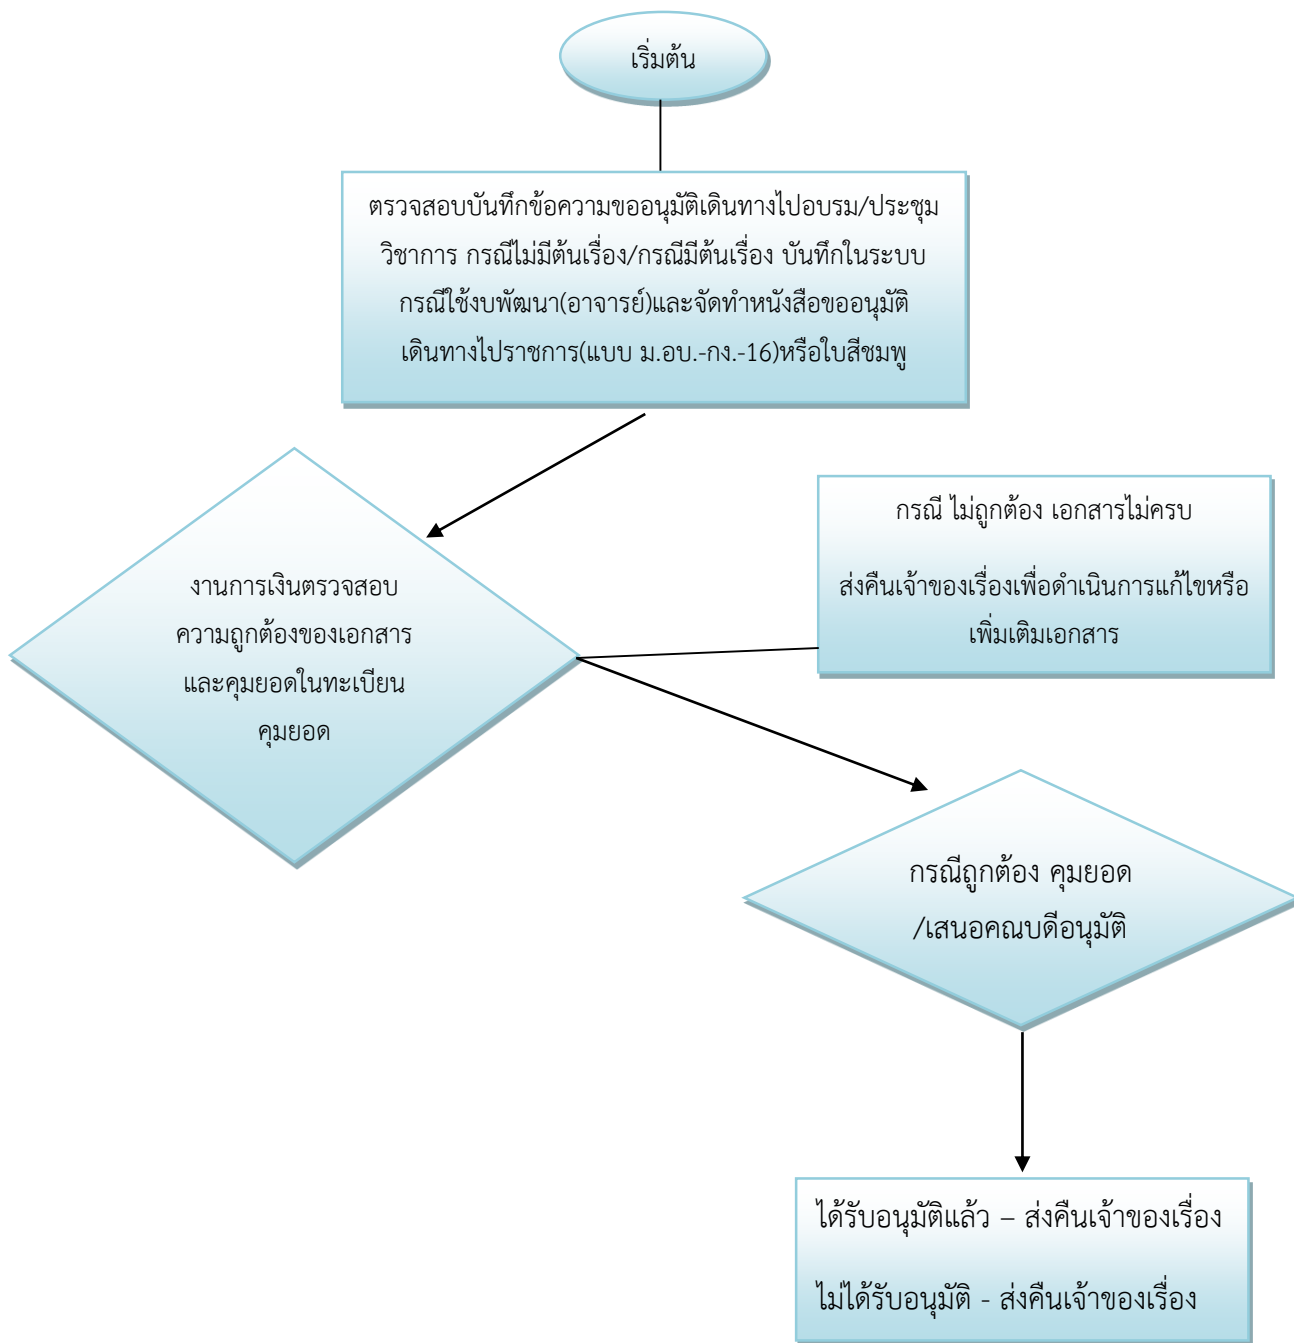 เริ่มต้น
ตรวจสอบบันทึกข้อความขออนุมัติเดินทางไปอบรม/ประชุม
วิชาการ กรณีไม่มีต้นเรื่อง/กรณีมีต้นเรื่อง บันทึกในระบบ
กรณีใช้งบพัฒนา(อาจารย์)และจัดทำหนังสือขออนุมัติ
เดินทางไปราชการ(แบบ ม.อบ.-กง.-16)หรือใบสีชมพู
กรณี ไม่ถูกต้อง เอกสารไม่ครบ
ส่งคืนเจ้าของเรื่องเพื่อดำเนินการแก้ไขหรือ
เพิ่มเติมเอกสาร
งานการเงินตรวจสอบ
ความถูกต้องของเอกสาร
และคุมยอดในทะเบียน
คุมยอด
กรณีถูกต้อง คุมยอด
/เสนอคณบดีอนุมัติ
ได้รับอนุมัติแล้ว – ส่งคืนเจ้าของเรื่อง
ไม่ได้รับอนุมัติ - ส่งคืนเจ้าของเรื่อง